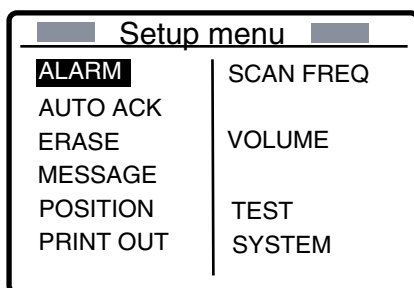 Setup menu
ALARM
AUTO ACK
ERASE
MESSAGE
POSITION
PRINT OUT
SCAN FREQ
VOLUME
TEST
SYSTEM